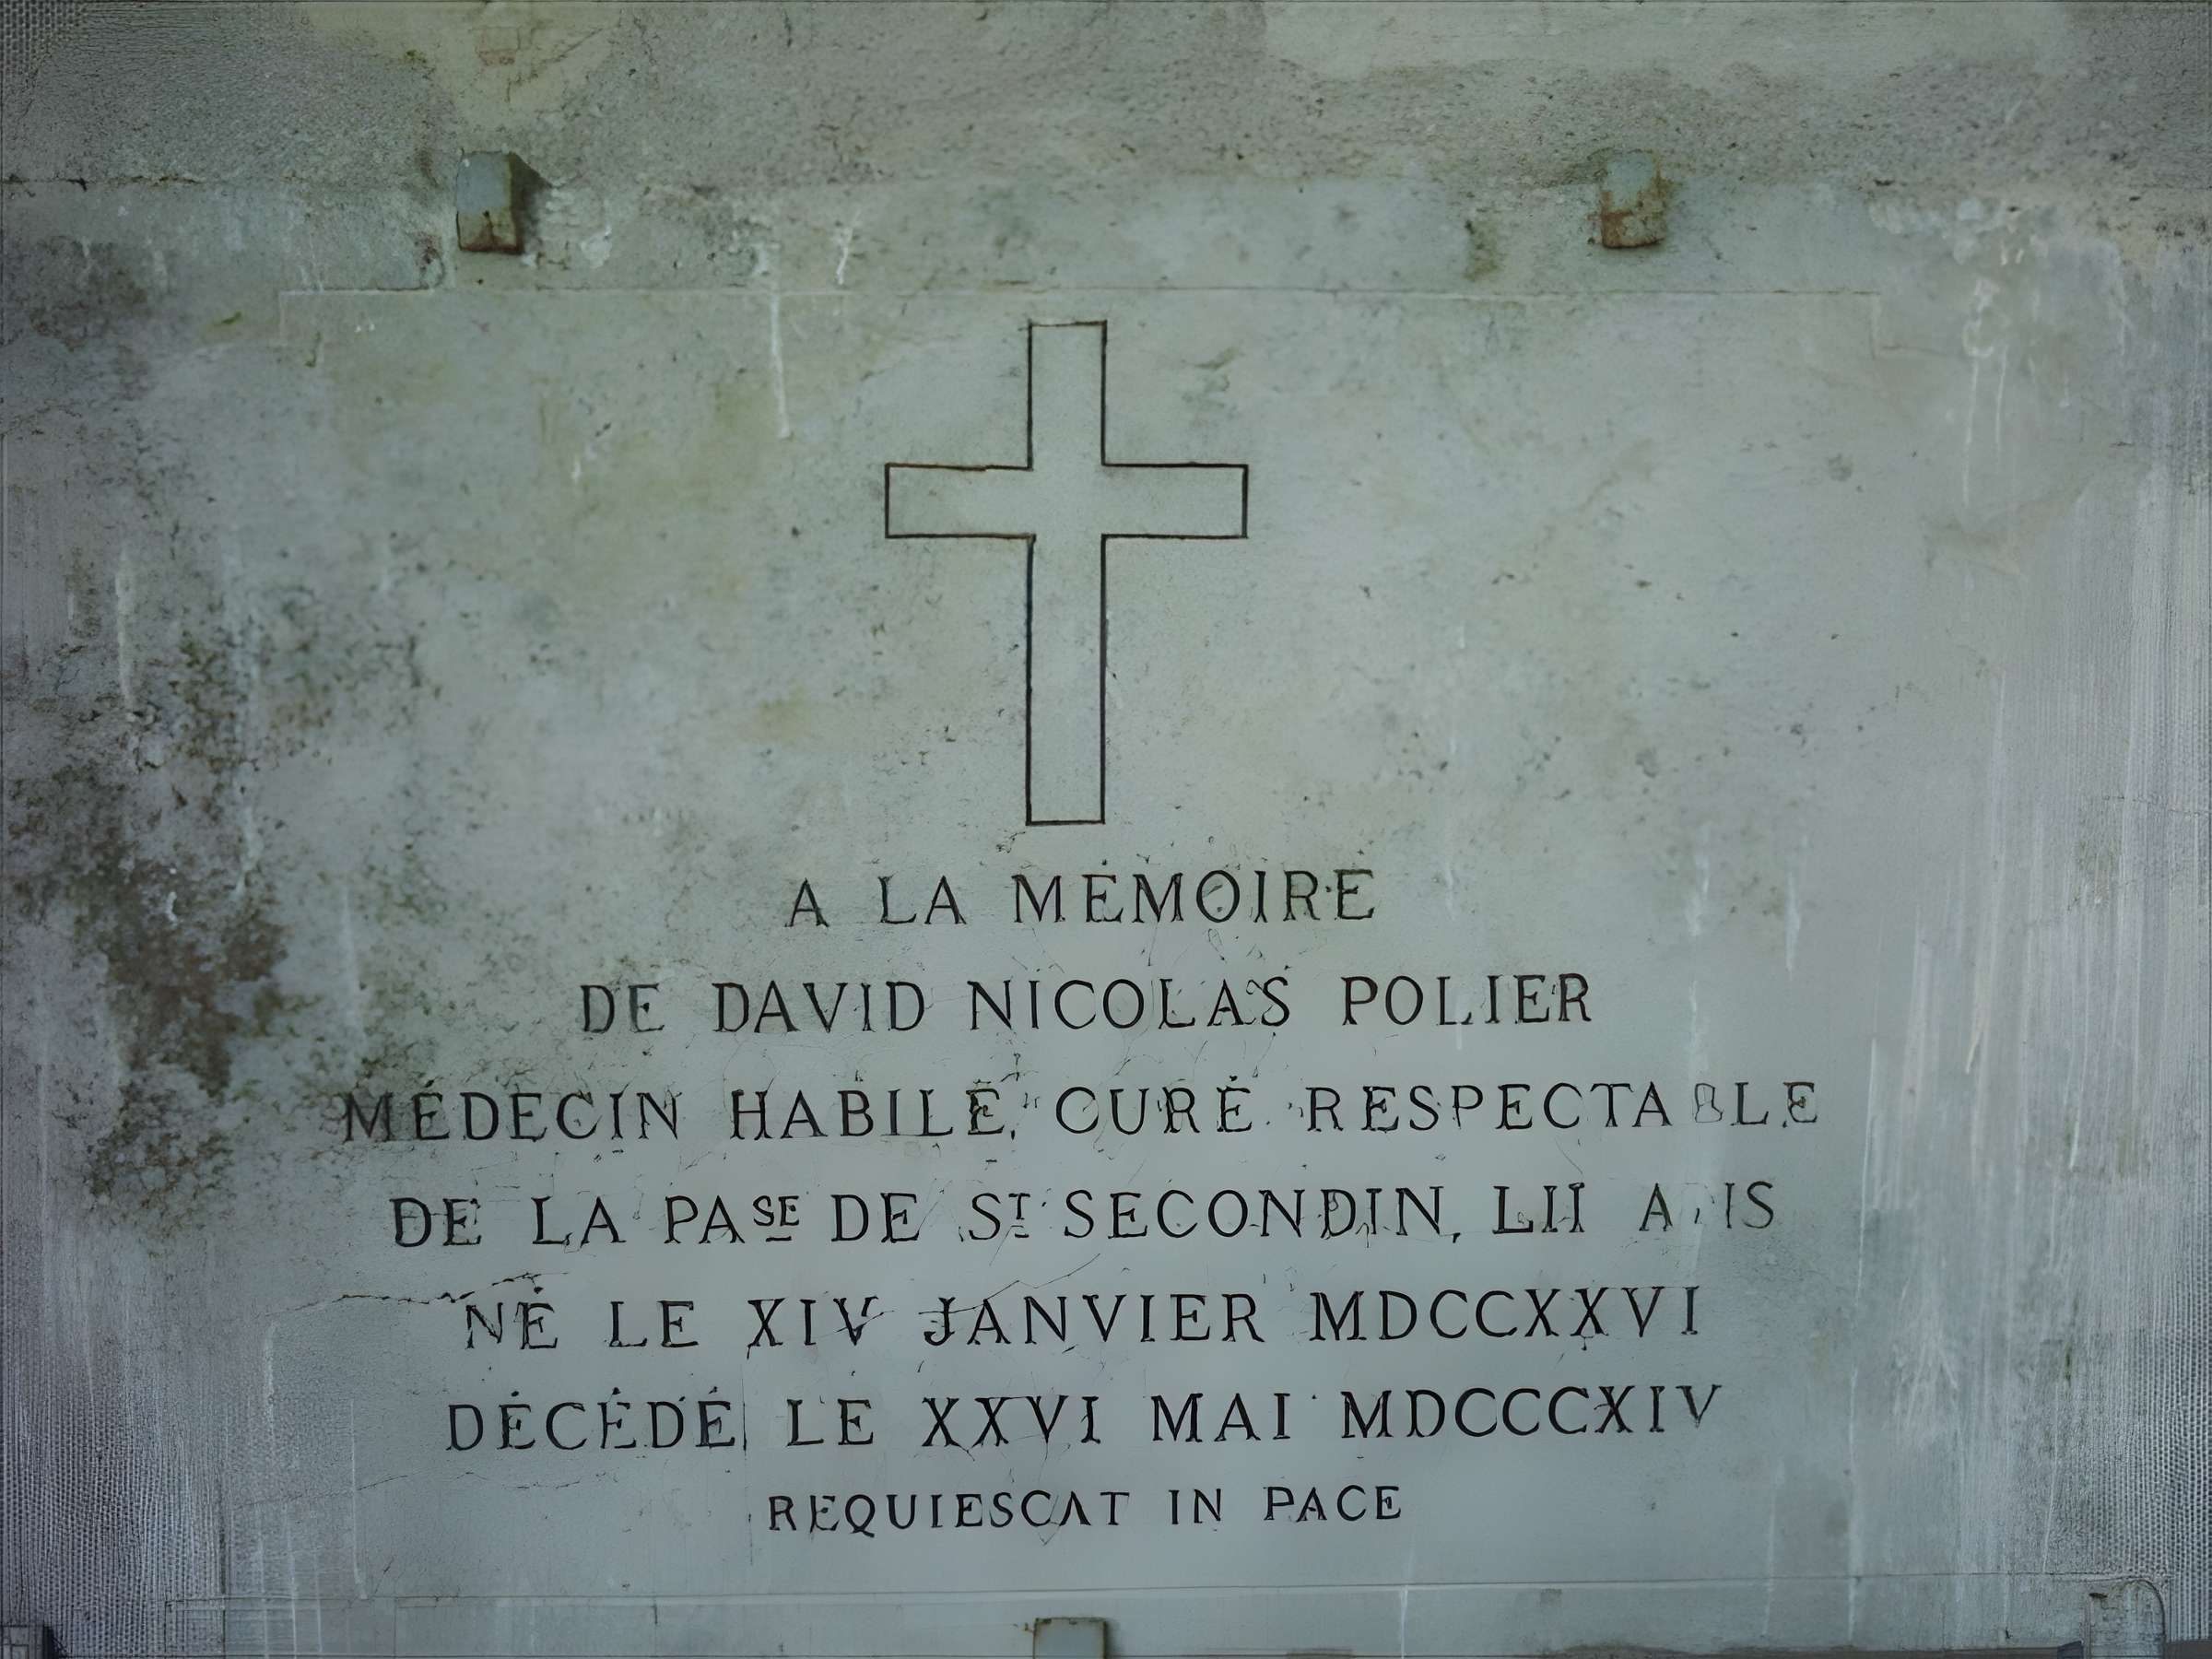 A LA MÉMOIRE
DE DAVID NICOLAS POLIER
MÉDECIN HABILE, CURÉ RESPECTABLE
DE LA PASE DE ST SECONDIN, LII ANS
NÉ LE XIV JANVIER MDCCXXVI
DÉCÉDÉ LE XXVI MAI MDCCCXIV
REQUIESCAT IN PACE